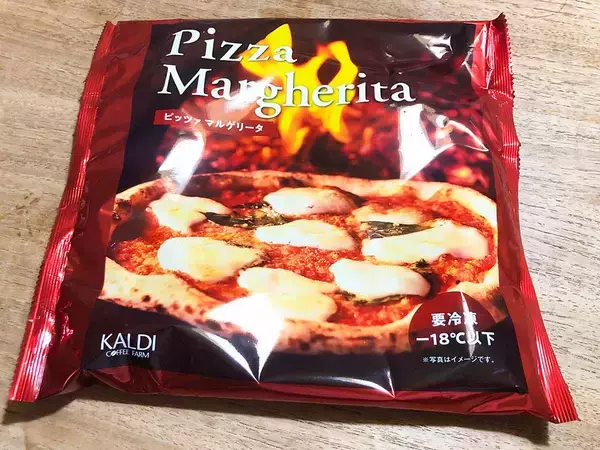 Pizza
Margherita
ピッツァ マルゲリータ
KALDI
COFFEE FARM
要冷凍
－18℃以下
※写真はイメージです。